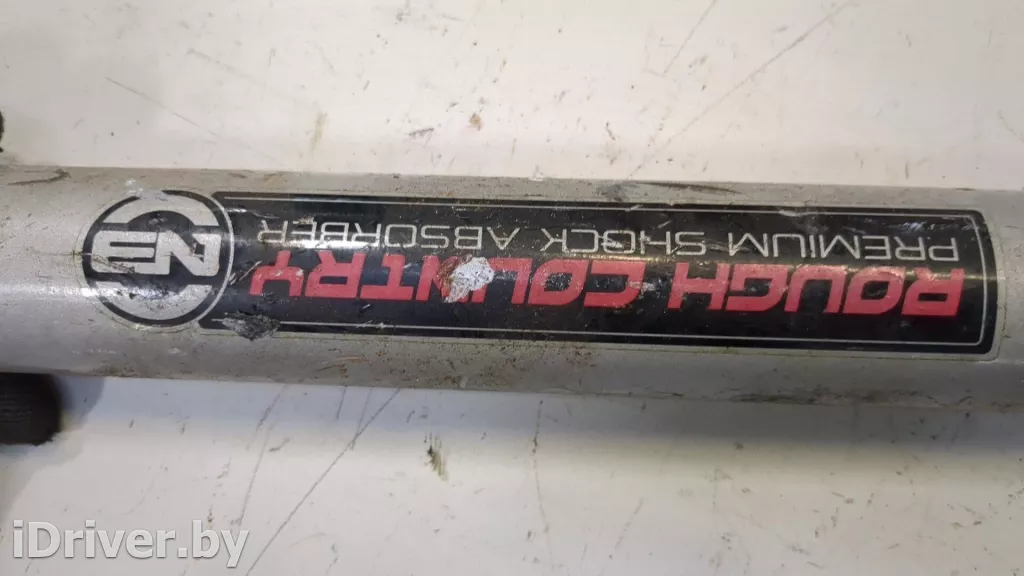 ROUGH COUNTRY
PREMIUM SHOCK ABSORBER
N3
iDriver.by